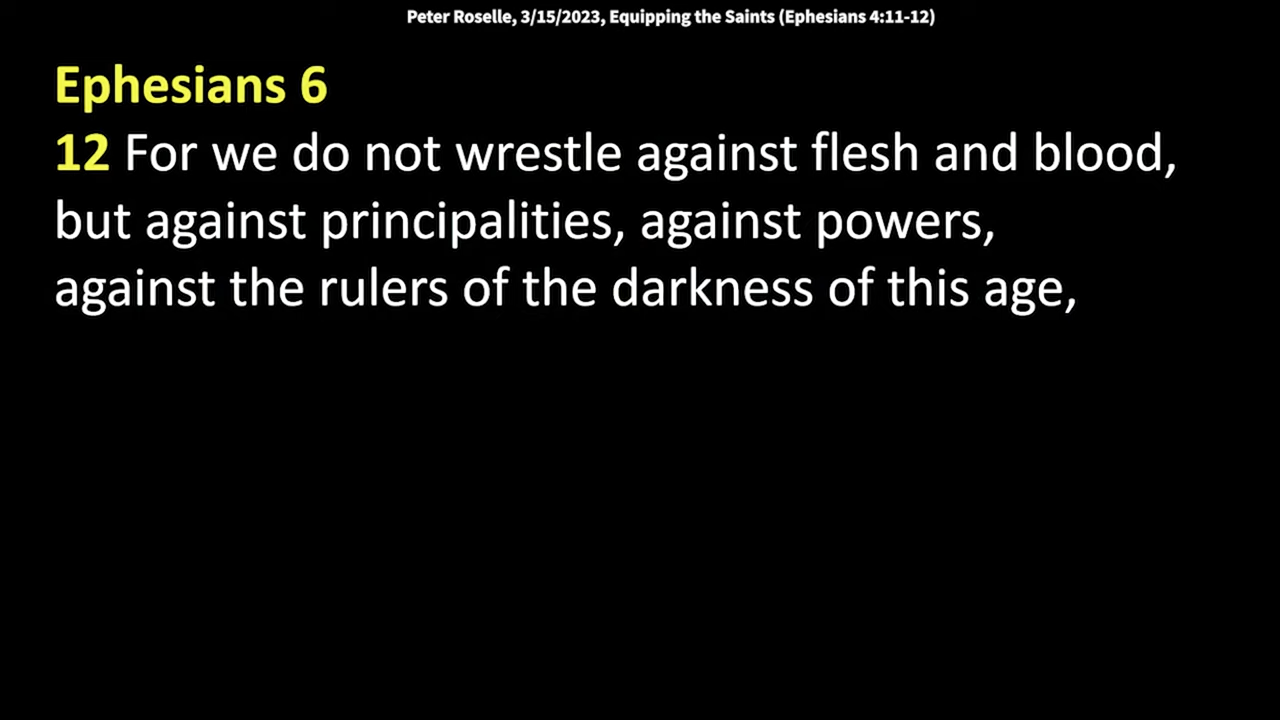 Peter Roselle, 3/15/2023, Equipping the Saints (Ephesians 4:11-12)
Ephesians 6
12 For we do not wrestle against flesh and blood,
but against principalities, against powers,
against the rulers of the darkness of this age,